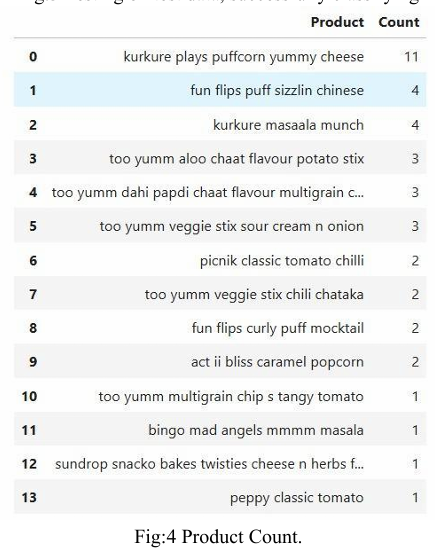 Product Count
0 kurkure plays puffcorn yummy cheese 11
1 fun flips puff sizzlin chinese 4
2 kurkure masaala munch 4
3 too yumm aloo chaat flavour potato stix 3
4 too yumm dahi papdi chaat flavour multigrain c... 3
5 too yumm veggie stix sour cream n onion 3
6 picnik classic tomato chilli 2
7 too yumm veggie stix chili chataka 2
8 fun flips curly puff mocktail 2
9 act ii bliss caramel popcorn 2
10 too yumm multigrain chip s tangy tomato 1
11 bingo mad angels mmmm masala 1
12 sundrop snacko bakes twisties cheese n herbs f... 1
13 peppy classic tomato 1
Fig:4 Product Count.